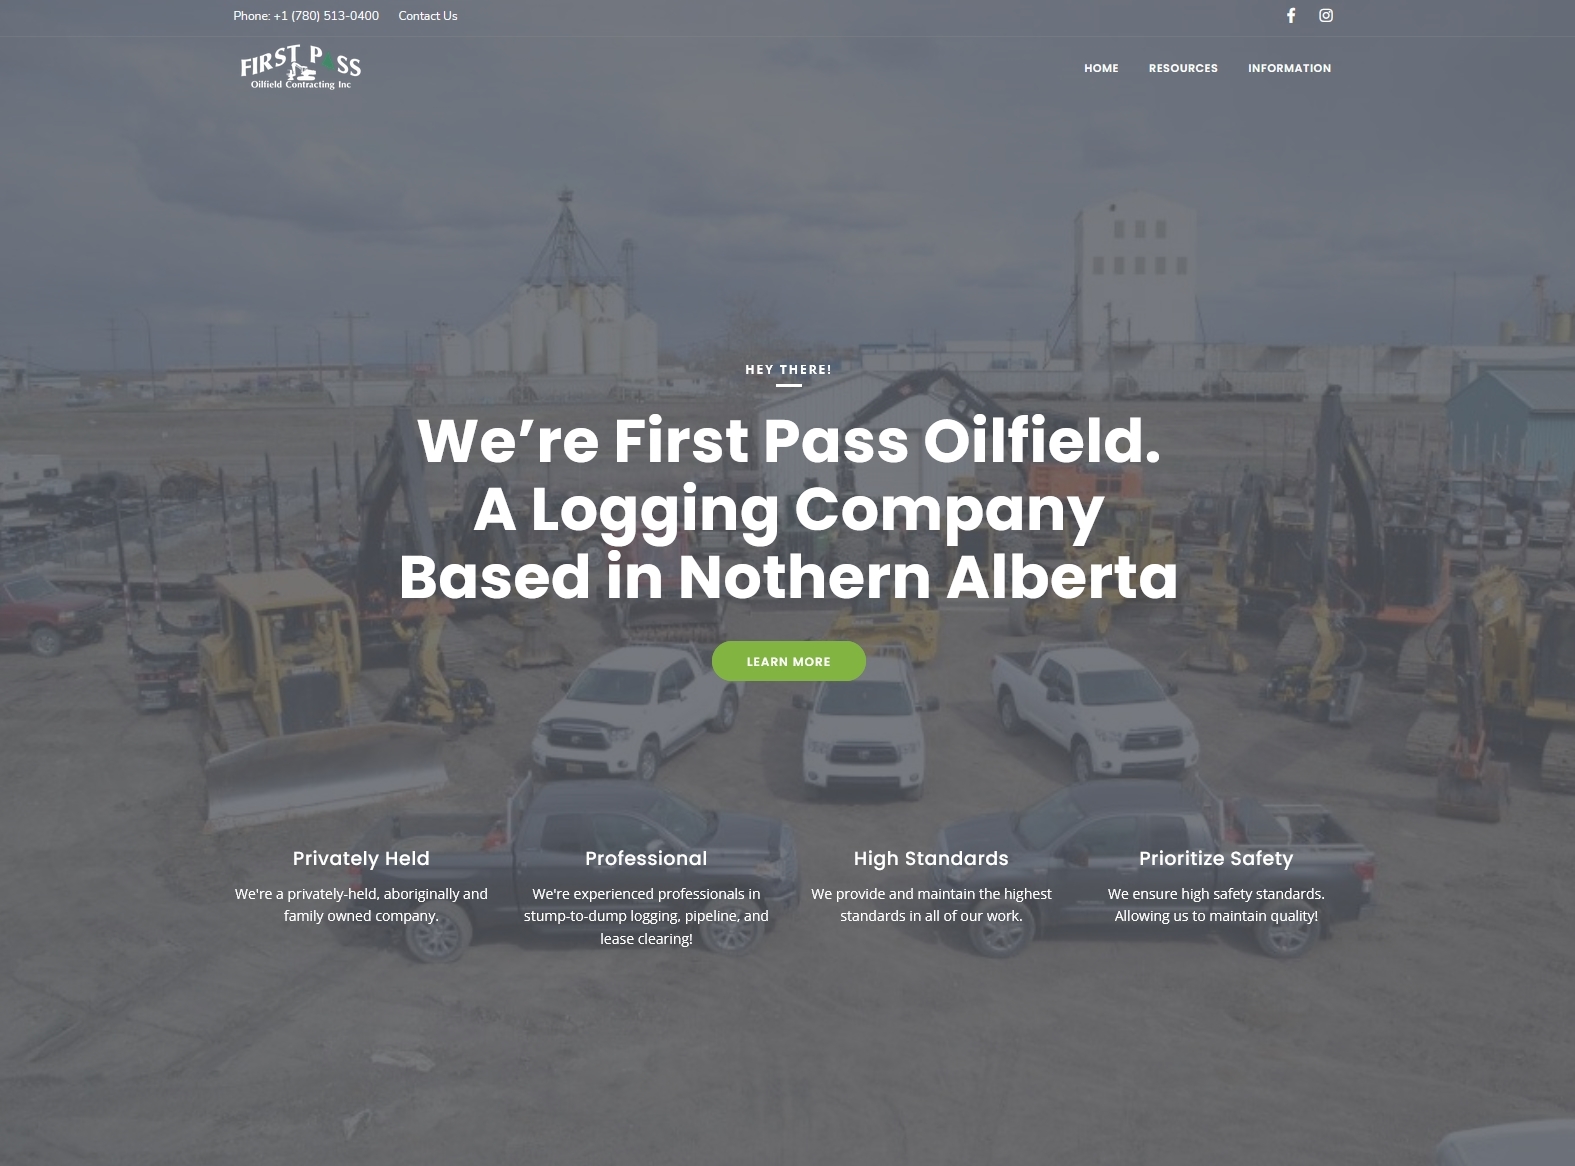 Phone: +1 (780) 513-0400 Contact Us
FIRST PASS
Oilfield Contracting Inc
HOME RESOURCES INFORMATION
HEY THERE!
We’re First Pass Oilfield.
A Logging Company
Based in Nothern Alberta
LEARN MORE
Privately Held
We're a privately-held, aboriginally and
family owned company.
Professional
We're experienced professionals in
stump-to-dump logging, pipeline, and
lease clearing!
High Standards
We provide and maintain the highest
standards in all of our work.
Prioritize Safety
We ensure high safety standards.
Allowing us to maintain quality!